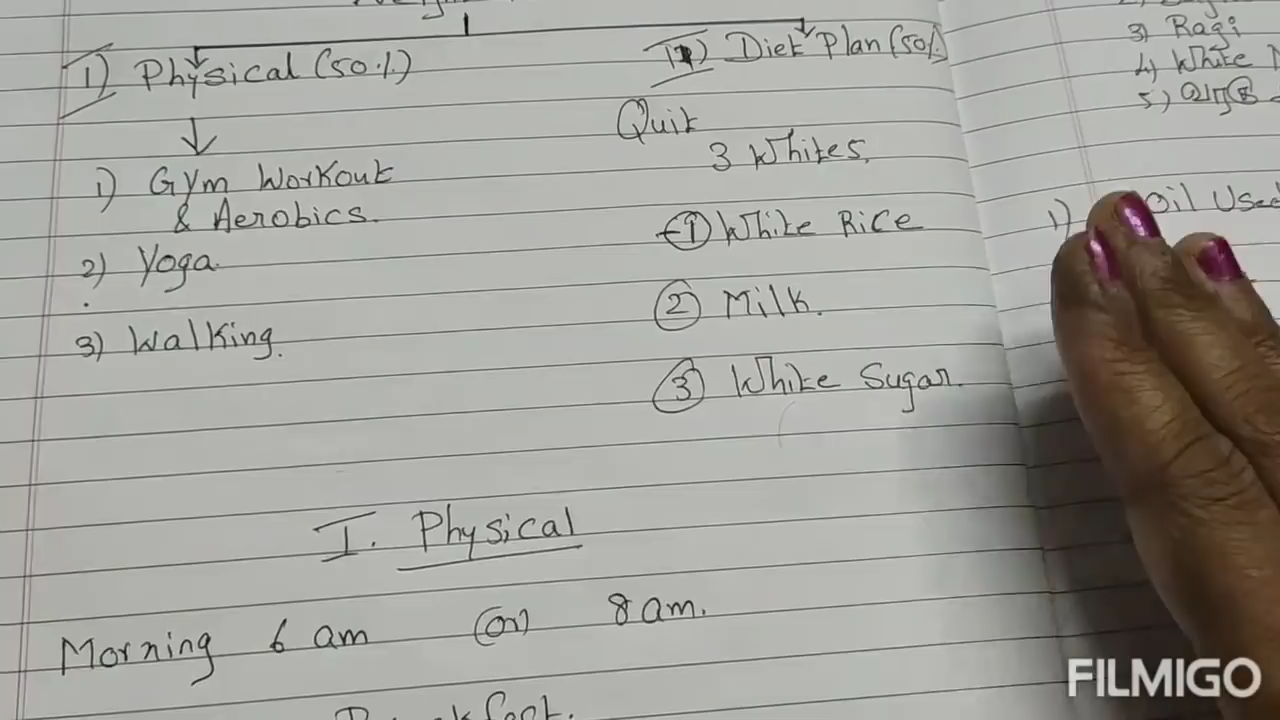 I) Physical (50%)
II) Diet Plan (50%)
1) Gym Workout
& Aerobics.
2) Yoga.
3) Walking.
Quit
3 Whites.
① White Rice
② Milk.
③ White Sugar.
I. Physical
Morning 6 am (or) 8 am.
3) Ragi
4) White
5)
1) Oil Used
FILMIGO